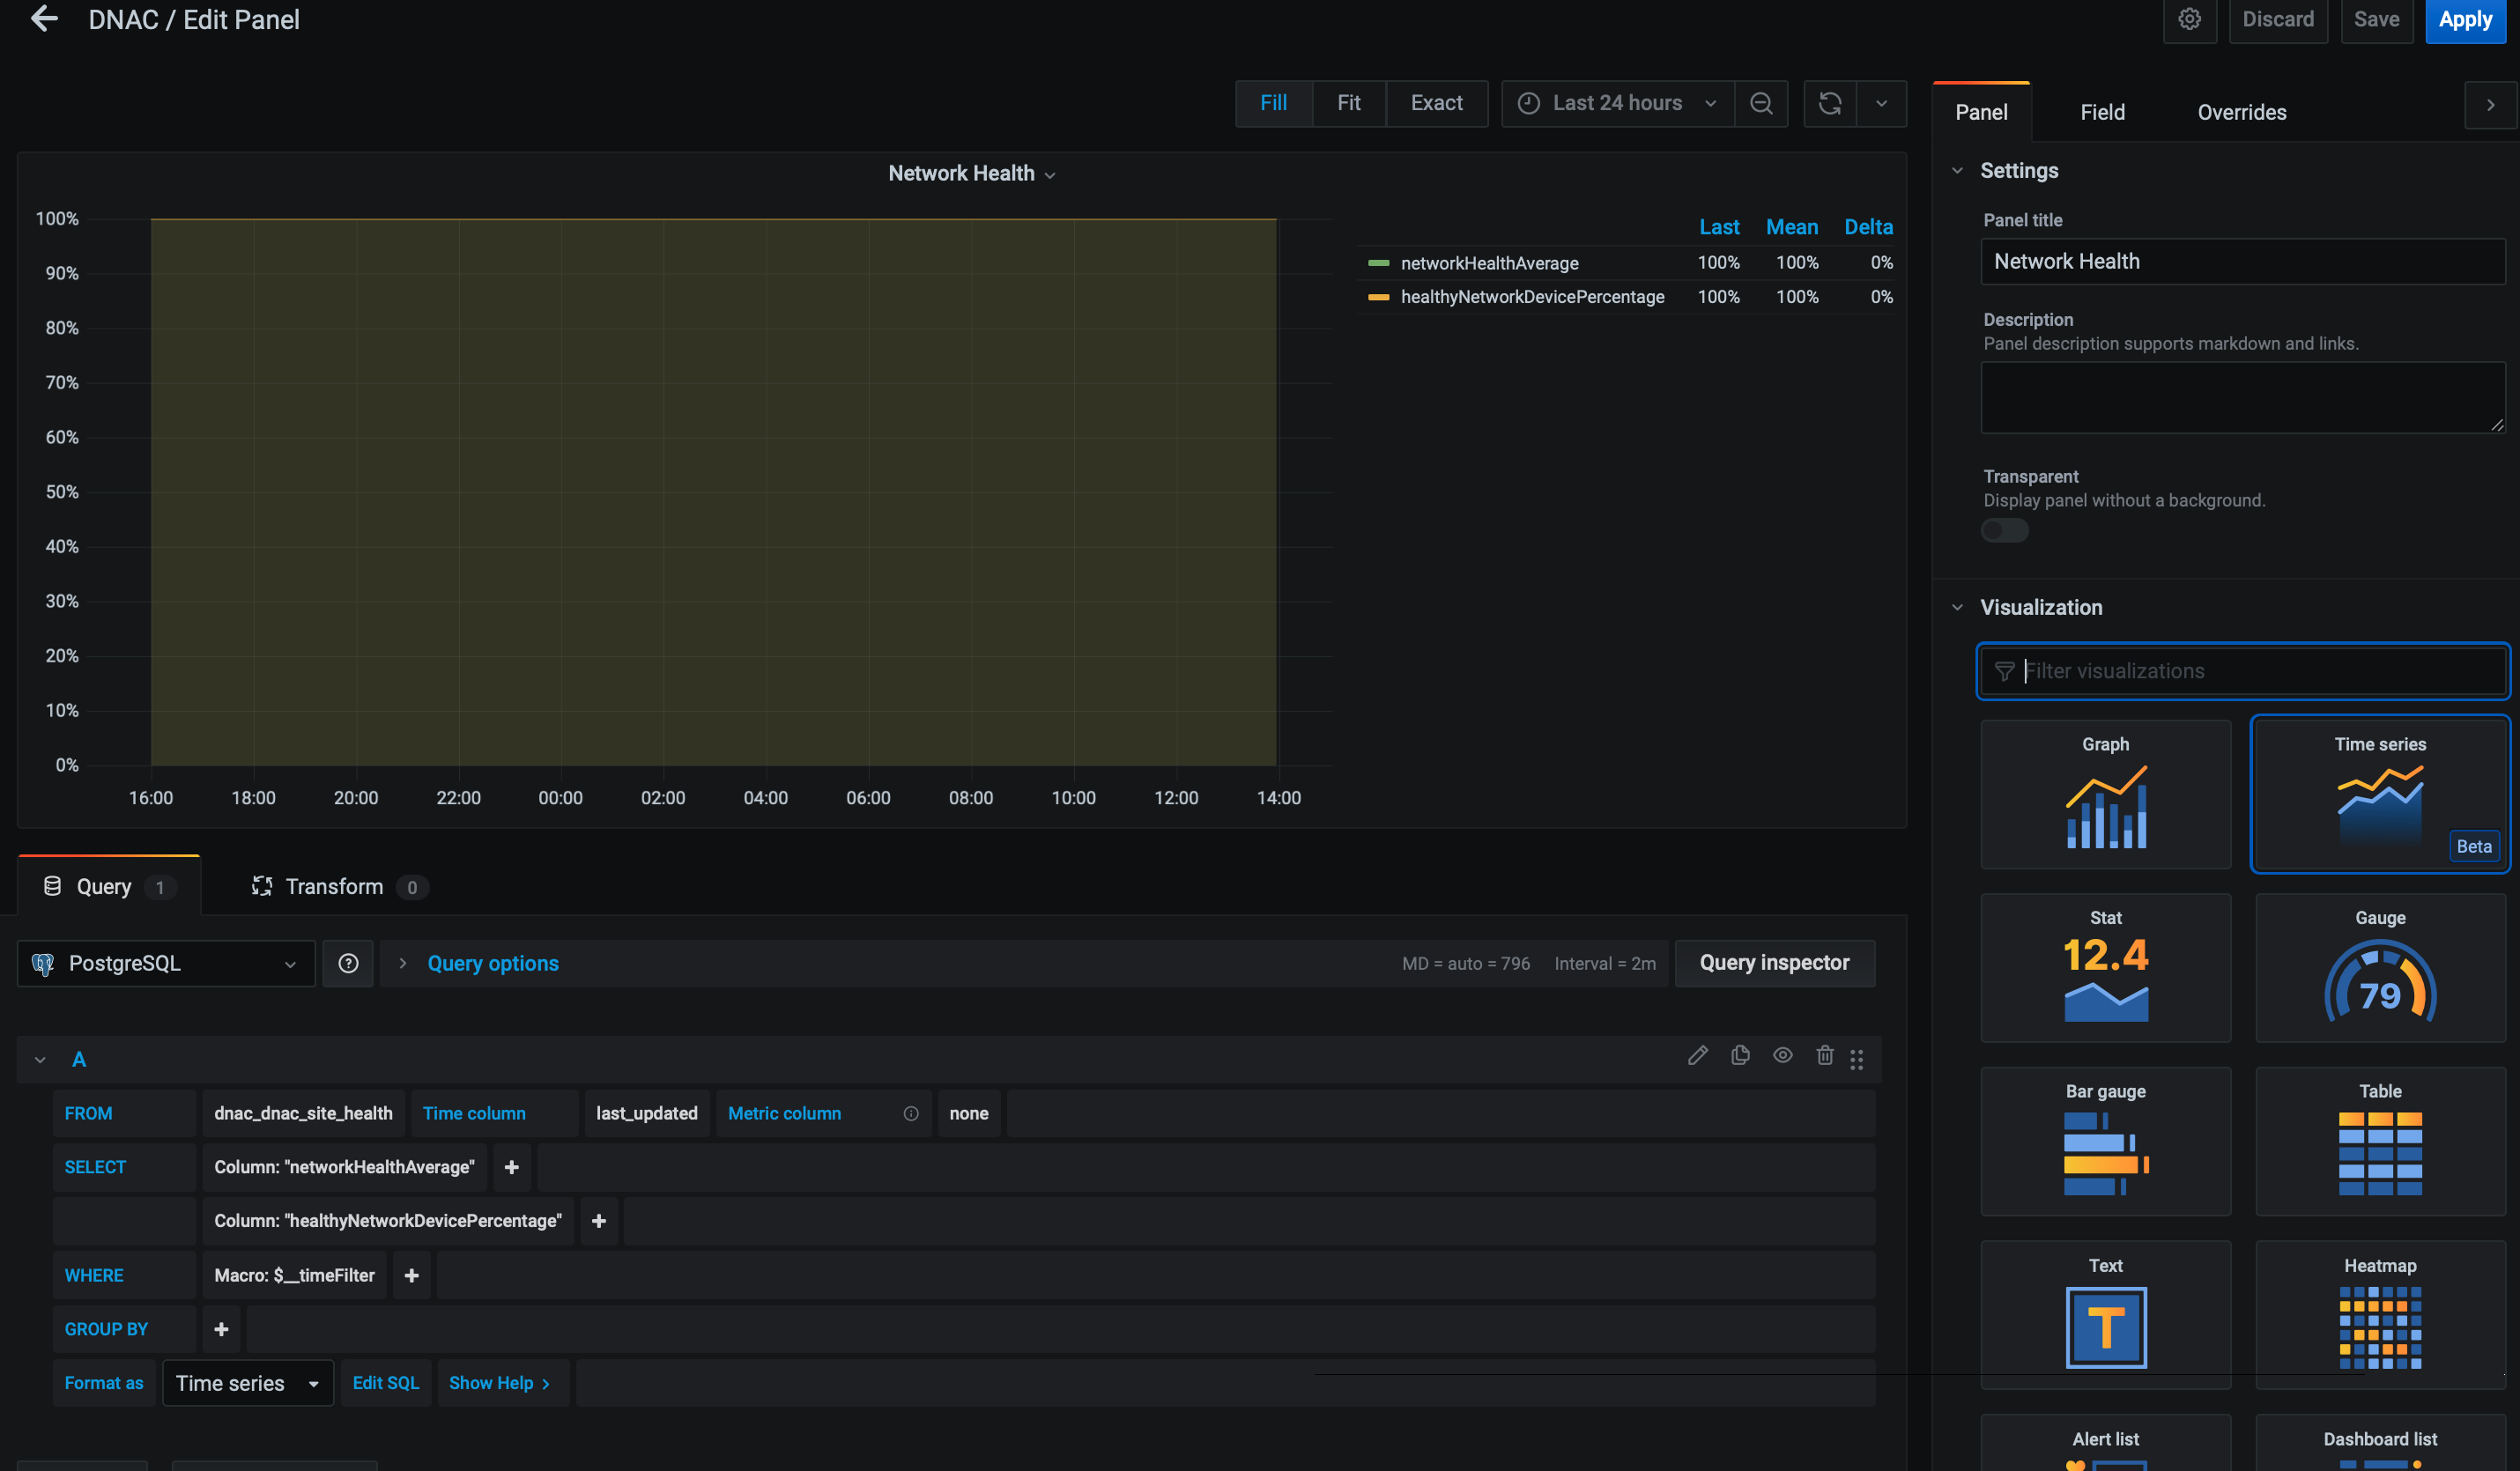 DNAC / Edit Panel
Discard
Save
Apply
Fill
Fit
Exact
Last 24 hours
Panel
Field
Overrides
Network Health
100%
90%
80%
70%
60%
50%
40%
30%
20%
10%
0%
16:00 18:00 20:00 22:00 00:00 02:00 04:00 06:00 08:00 10:00 12:00 14:00
Last Mean Delta
networkHealthAverage 100% 100% 0%
healthyNetworkDevicePercentage 100% 100% 0%
Query 1
Transform 0
PostgreSQL
Query options
MD = auto = 796
Interval = 2m
Query inspector
A
FROM dnac_dnac_site_health Time column last_updated Metric column none
SELECT Column: "networkHealthAverage" +
Column: "healthyNetworkDevicePercentage" +
WHERE Macro: $__timeFilter +
GROUP BY +
Format as Time series Edit SQL Show Help >
Settings
Panel title
Network Health
Description
Panel description supports markdown and links.
Transparent
Display panel without a background.
Visualization
Filter visualizations
Graph
Time series
Beta
Stat
12.4
Gauge
79
Bar gauge
Table
Text
T
Heatmap
Alert list
Dashboard list